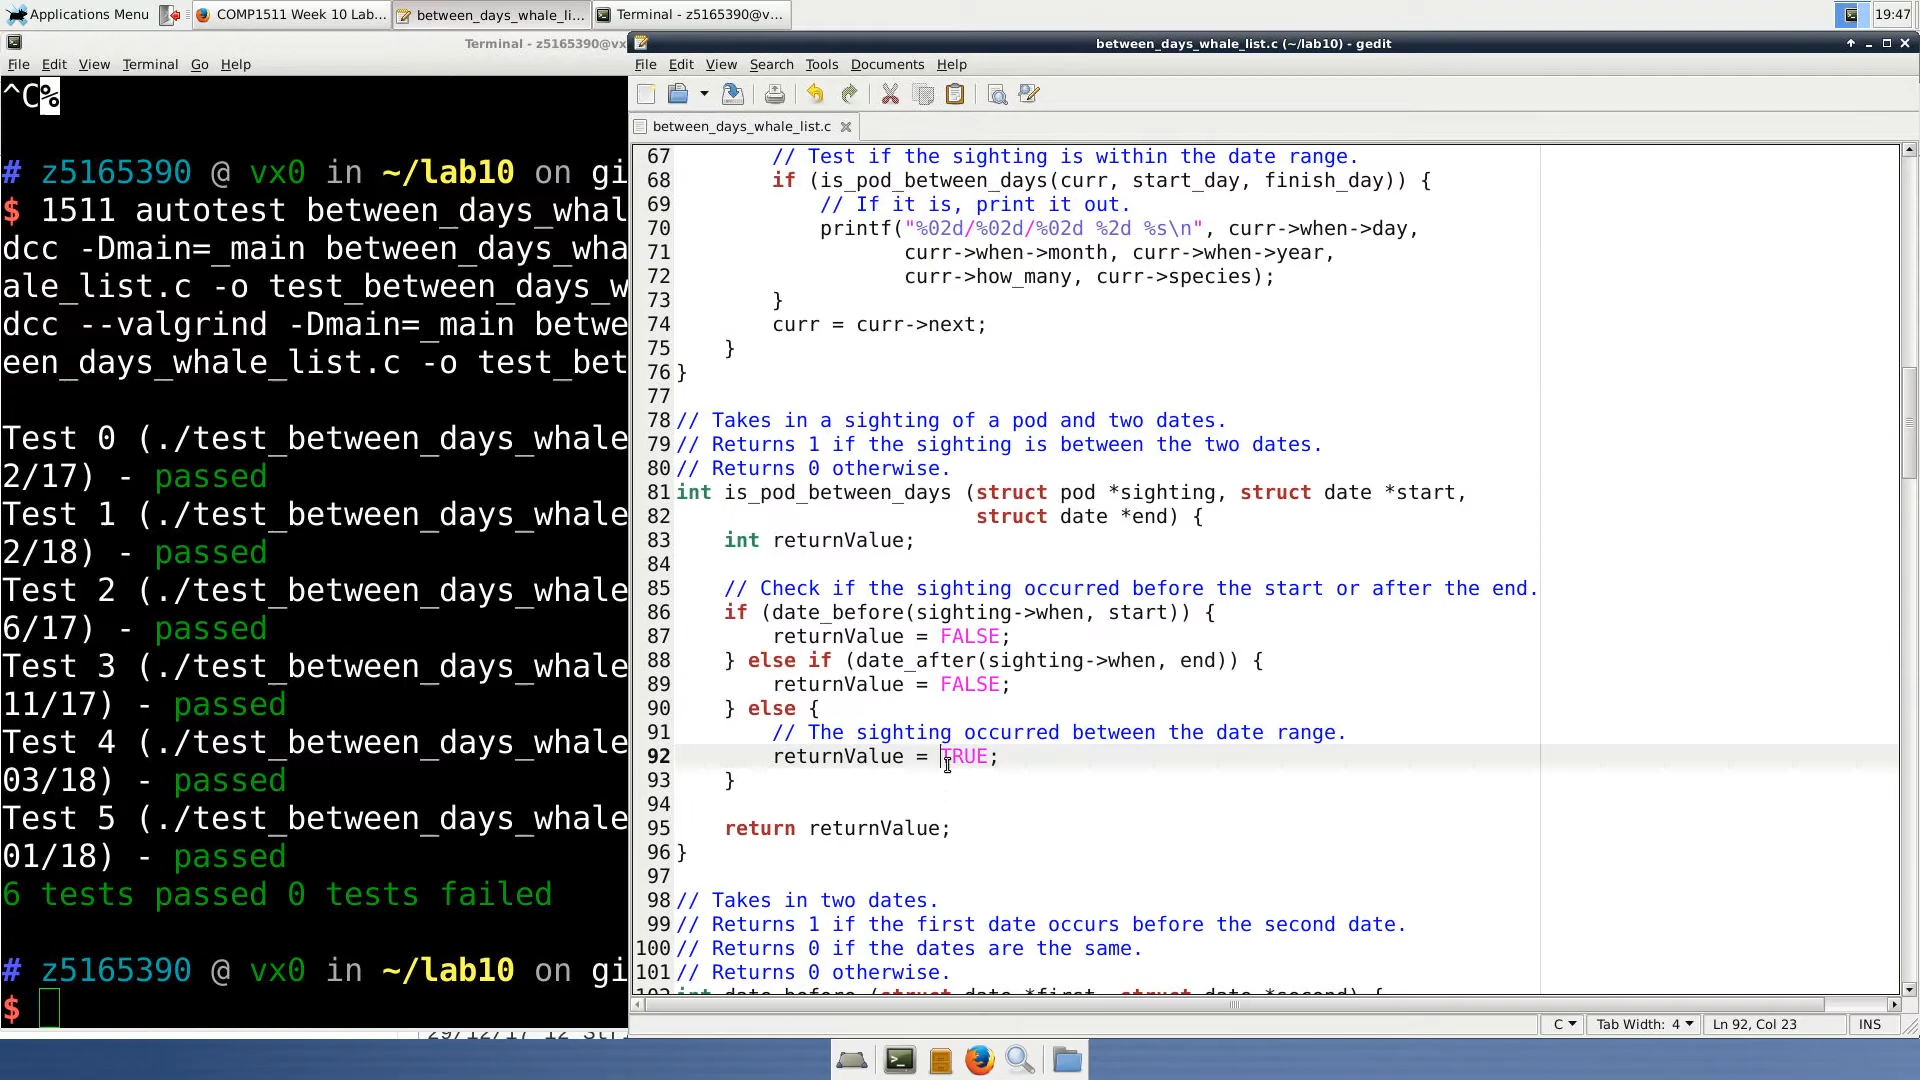 Applications Menu
COMP1511 Week 10 Lab...
between_days_whale_li...
Terminal - z5165390@v...
19:47
Terminal - z5165390@vx
File Edit View Terminal Go Help
^C%
# z5165390 @ vx0 in ~/lab10 on gi
$ 1511 autotest between_days_whal
dcc -Dmain=_main between_days_wha
ale_list.c -o test_between_days_w
dcc --valgrind -Dmain=_main betwe
een_days_whale_list.c -o test_bet
Test 0 (./test_between_days_whale
2/17) - passed
Test 1 (./test_between_days_whale
2/18) - passed
Test 2 (./test_between_days_whale
6/17) - passed
Test 3 (./test_between_days_whale
11/17) - passed
Test 4 (./test_between_days_whale
03/18) - passed
Test 5 (./test_between_days_whale
01/18) - passed
6 tests passed 0 tests failed
# z5165390 @ vx0 in ~/lab10 on gi
$
between_days_whale_list.c (~/lab10) - gedit
File Edit View Search Tools Documents Help
between_days_whale_list.c
67         // Test if the sighting is within the date range.
68         if (is_pod_between_days(curr, start_day, finish_day)) {
69             // If it is, print it out.
70             printf("%02d/%02d/%02d %2d %s\n", curr->when->day,
71                    curr->when->month, curr->when->year,
72                    curr->how_many, curr->species);
73         }
74         curr = curr->next;
75     }
76 }
77
78 // Takes in a sighting of a pod and two dates.
79 // Returns 1 if the sighting is between the two dates.
80 // Returns 0 otherwise.
81 int is_pod_between_days (struct pod *sighting, struct date *start,
82                          struct date *end) {
83     int returnValue;
84
85     // Check if the sighting occurred before the start or after the end.
86     if (date_before(sighting->when, start)) {
87         returnValue = FALSE;
88     } else if (date_after(sighting->when, end)) {
89         returnValue = FALSE;
90     } else {
91         // The sighting occurred between the date range.
92         returnValue = TRUE;
93     }
94
95     return returnValue;
96 }
97
98 // Takes in two dates.
99 // Returns 1 if the first date occurs before the second date.
100 // Returns 0 if the dates are the same.
101 // Returns 0 otherwise.
102 int date_before (struct date *first, struct date *second) {
C Tab Width: 4 Ln 92, Col 23 INS